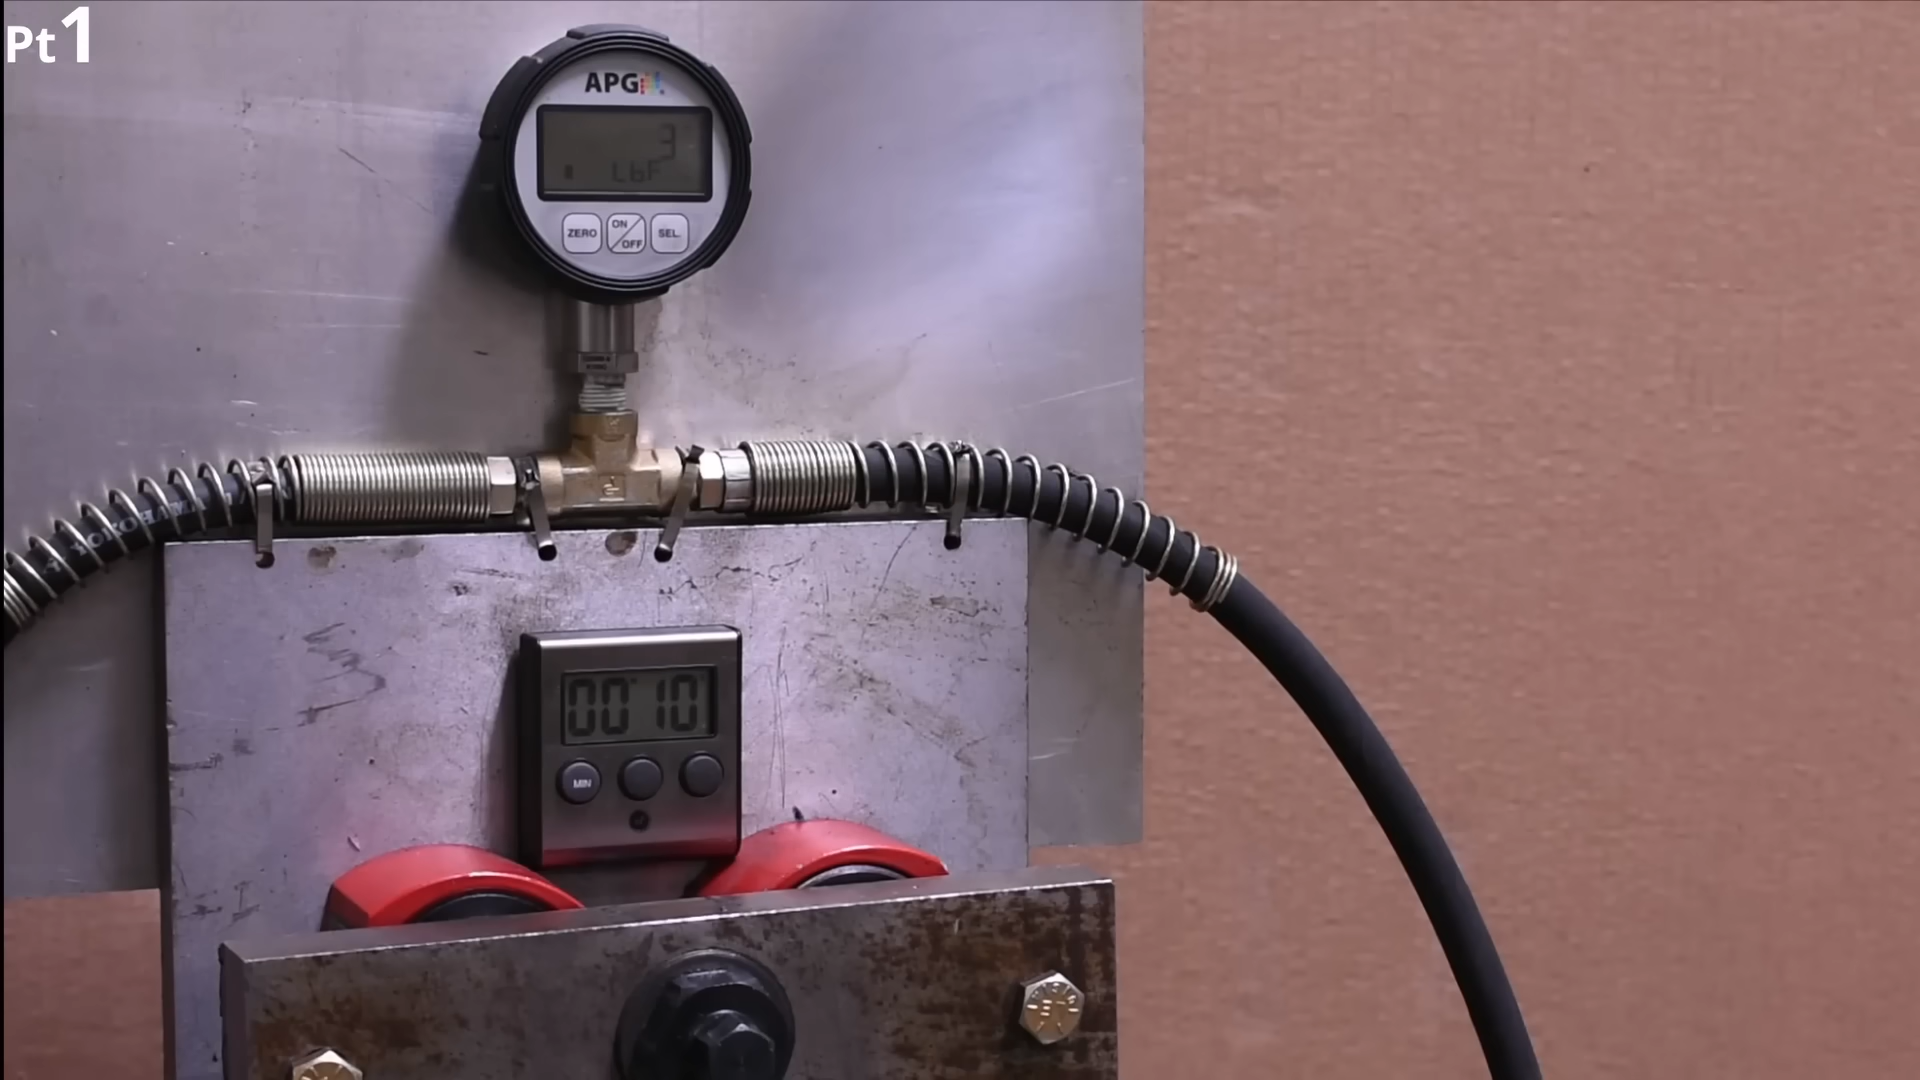 Pt1
APG
3
LbF
ZERO
ON
OFF
SEL.
YOKOHAMA
00:10
MIN